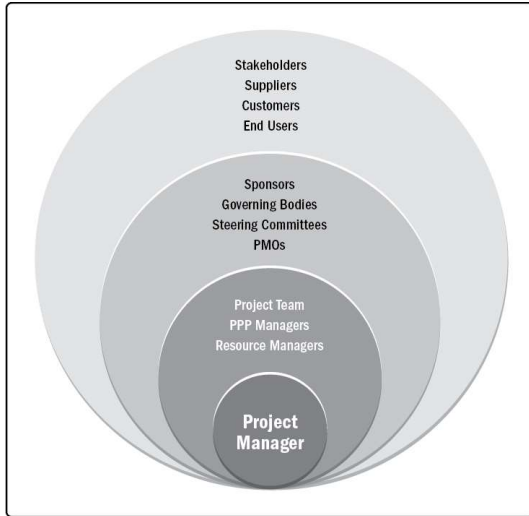 Stakeholders
Suppliers
Customers
End Users
Sponsors
Governing Bodies
Steering Committees
PMOs
Project Team
PPP Managers
Resource Managers
Project
Manager